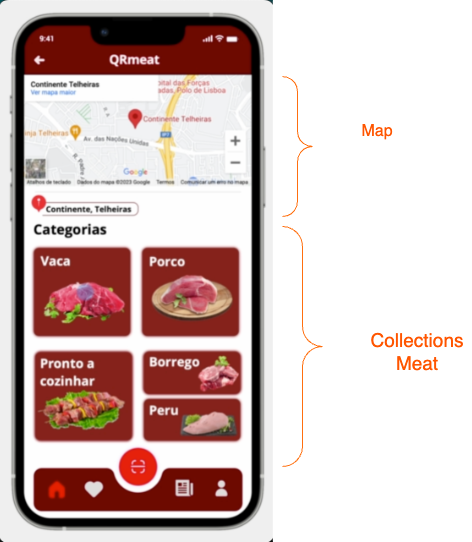 9:41
QRmeat
Continente Telheiras
Ver mapa maior
ital das Forças
adas, Polo de Lisboa
Continente Telheiras
nja Telheiras
Av. das Nações Unidas
Google
Atalhos de teclado Dados do mapa ©2023 Google Termos Comunicar um erro no mapa
Continente, Telheiras
Categorias
Vaca
Porco
Pronto a
cozinhar
Borrego
Peru
Map
Collections
Meat